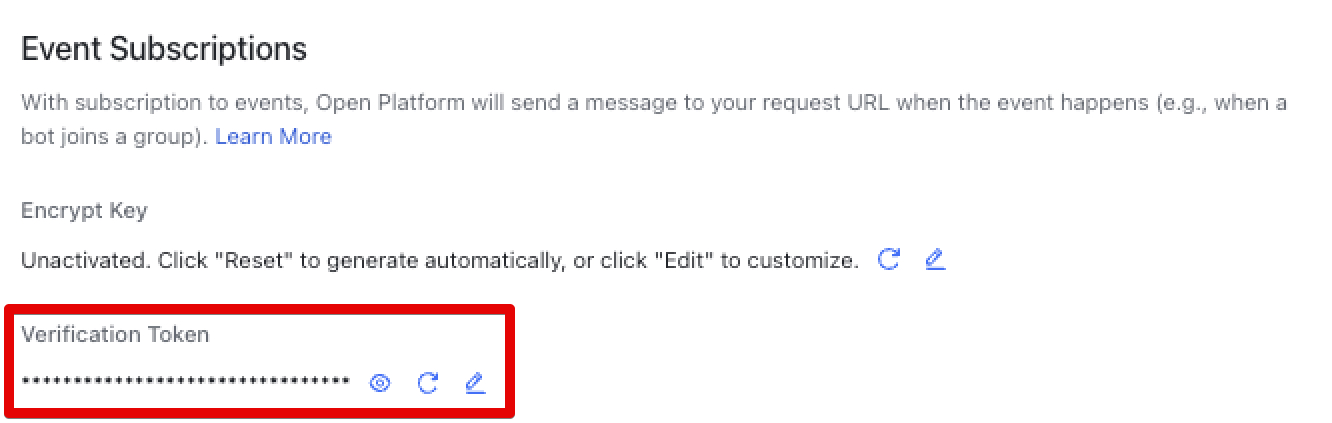 Event Subscriptions
With subscription to events, Open Platform will send a message to your request URL when the event happens (e.g., when a
bot joins a group). Learn More
Encrypt Key
Unactivated. Click "Reset" to generate automatically, or click "Edit" to customize.
Verification Token
********************************